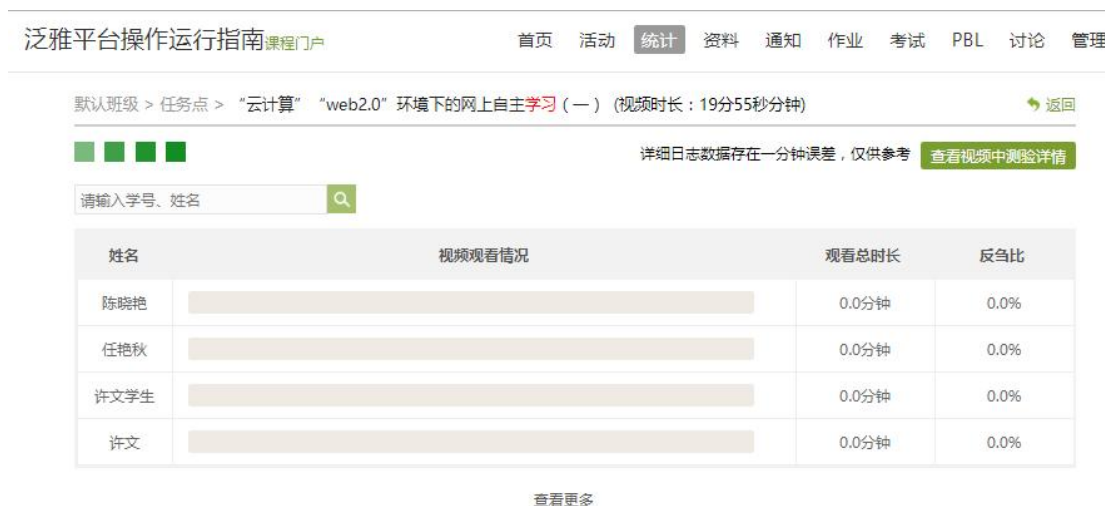 泛雅平台操作运行指南课程门户 首页 活动 统计 资料 通知 作业 考试 PBL 讨论 管理
默认班级 > 任务点 > “云计算” “web2.0”环境下的网上自主学习 (一) (视频时长：19分55秒分钟) 返回
详细日志数据存在一分钟误差，仅供参考 查看视频中测验详情
请输入学号、姓名
姓名 视频观看情况 观看总时长 反刍比
陈晓艳 0.0分钟 0.0%
任艳秋 0.0分钟 0.0%
许文学生 0.0分钟 0.0%
许文 0.0分钟 0.0%
查看更多